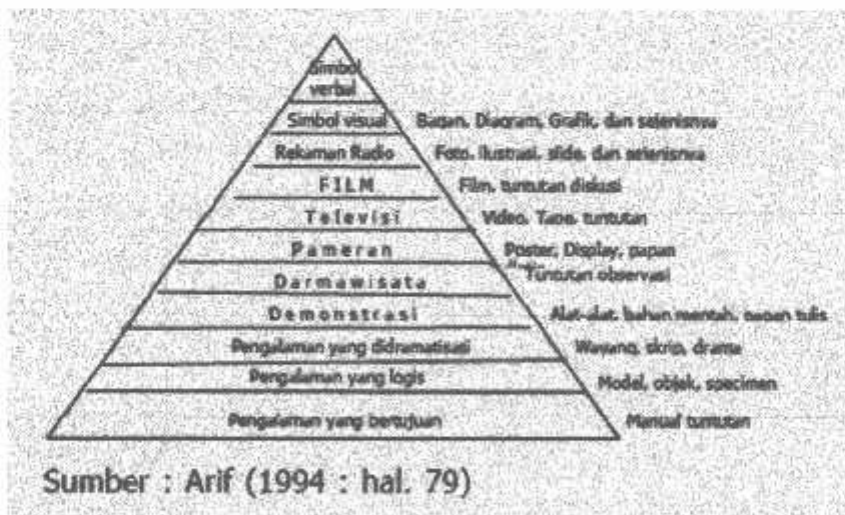 Simbol
verbal
Simbol visual Bagan, Diagram, Grafik, dan sejenisnya
Rekaman Radio Foto, ilustrasi, slide, dan sejenisnya
FILM Film, tuntutan diskusi
Televisi Video, Tape, tuntutan
Pameran Poster, Display, papan
Darmawisata Tuntutan observasi
Demonstrasi Alat-alat, bahan mentah, papan tulis
Pengalaman yang didramatisasi Wayang, skrip, drama
Pengalaman yang logis Model, objek, specimen
Pengalaman yang bertujuan Manual tuntutan
Sumber : Arif (1994 : hal. 79)